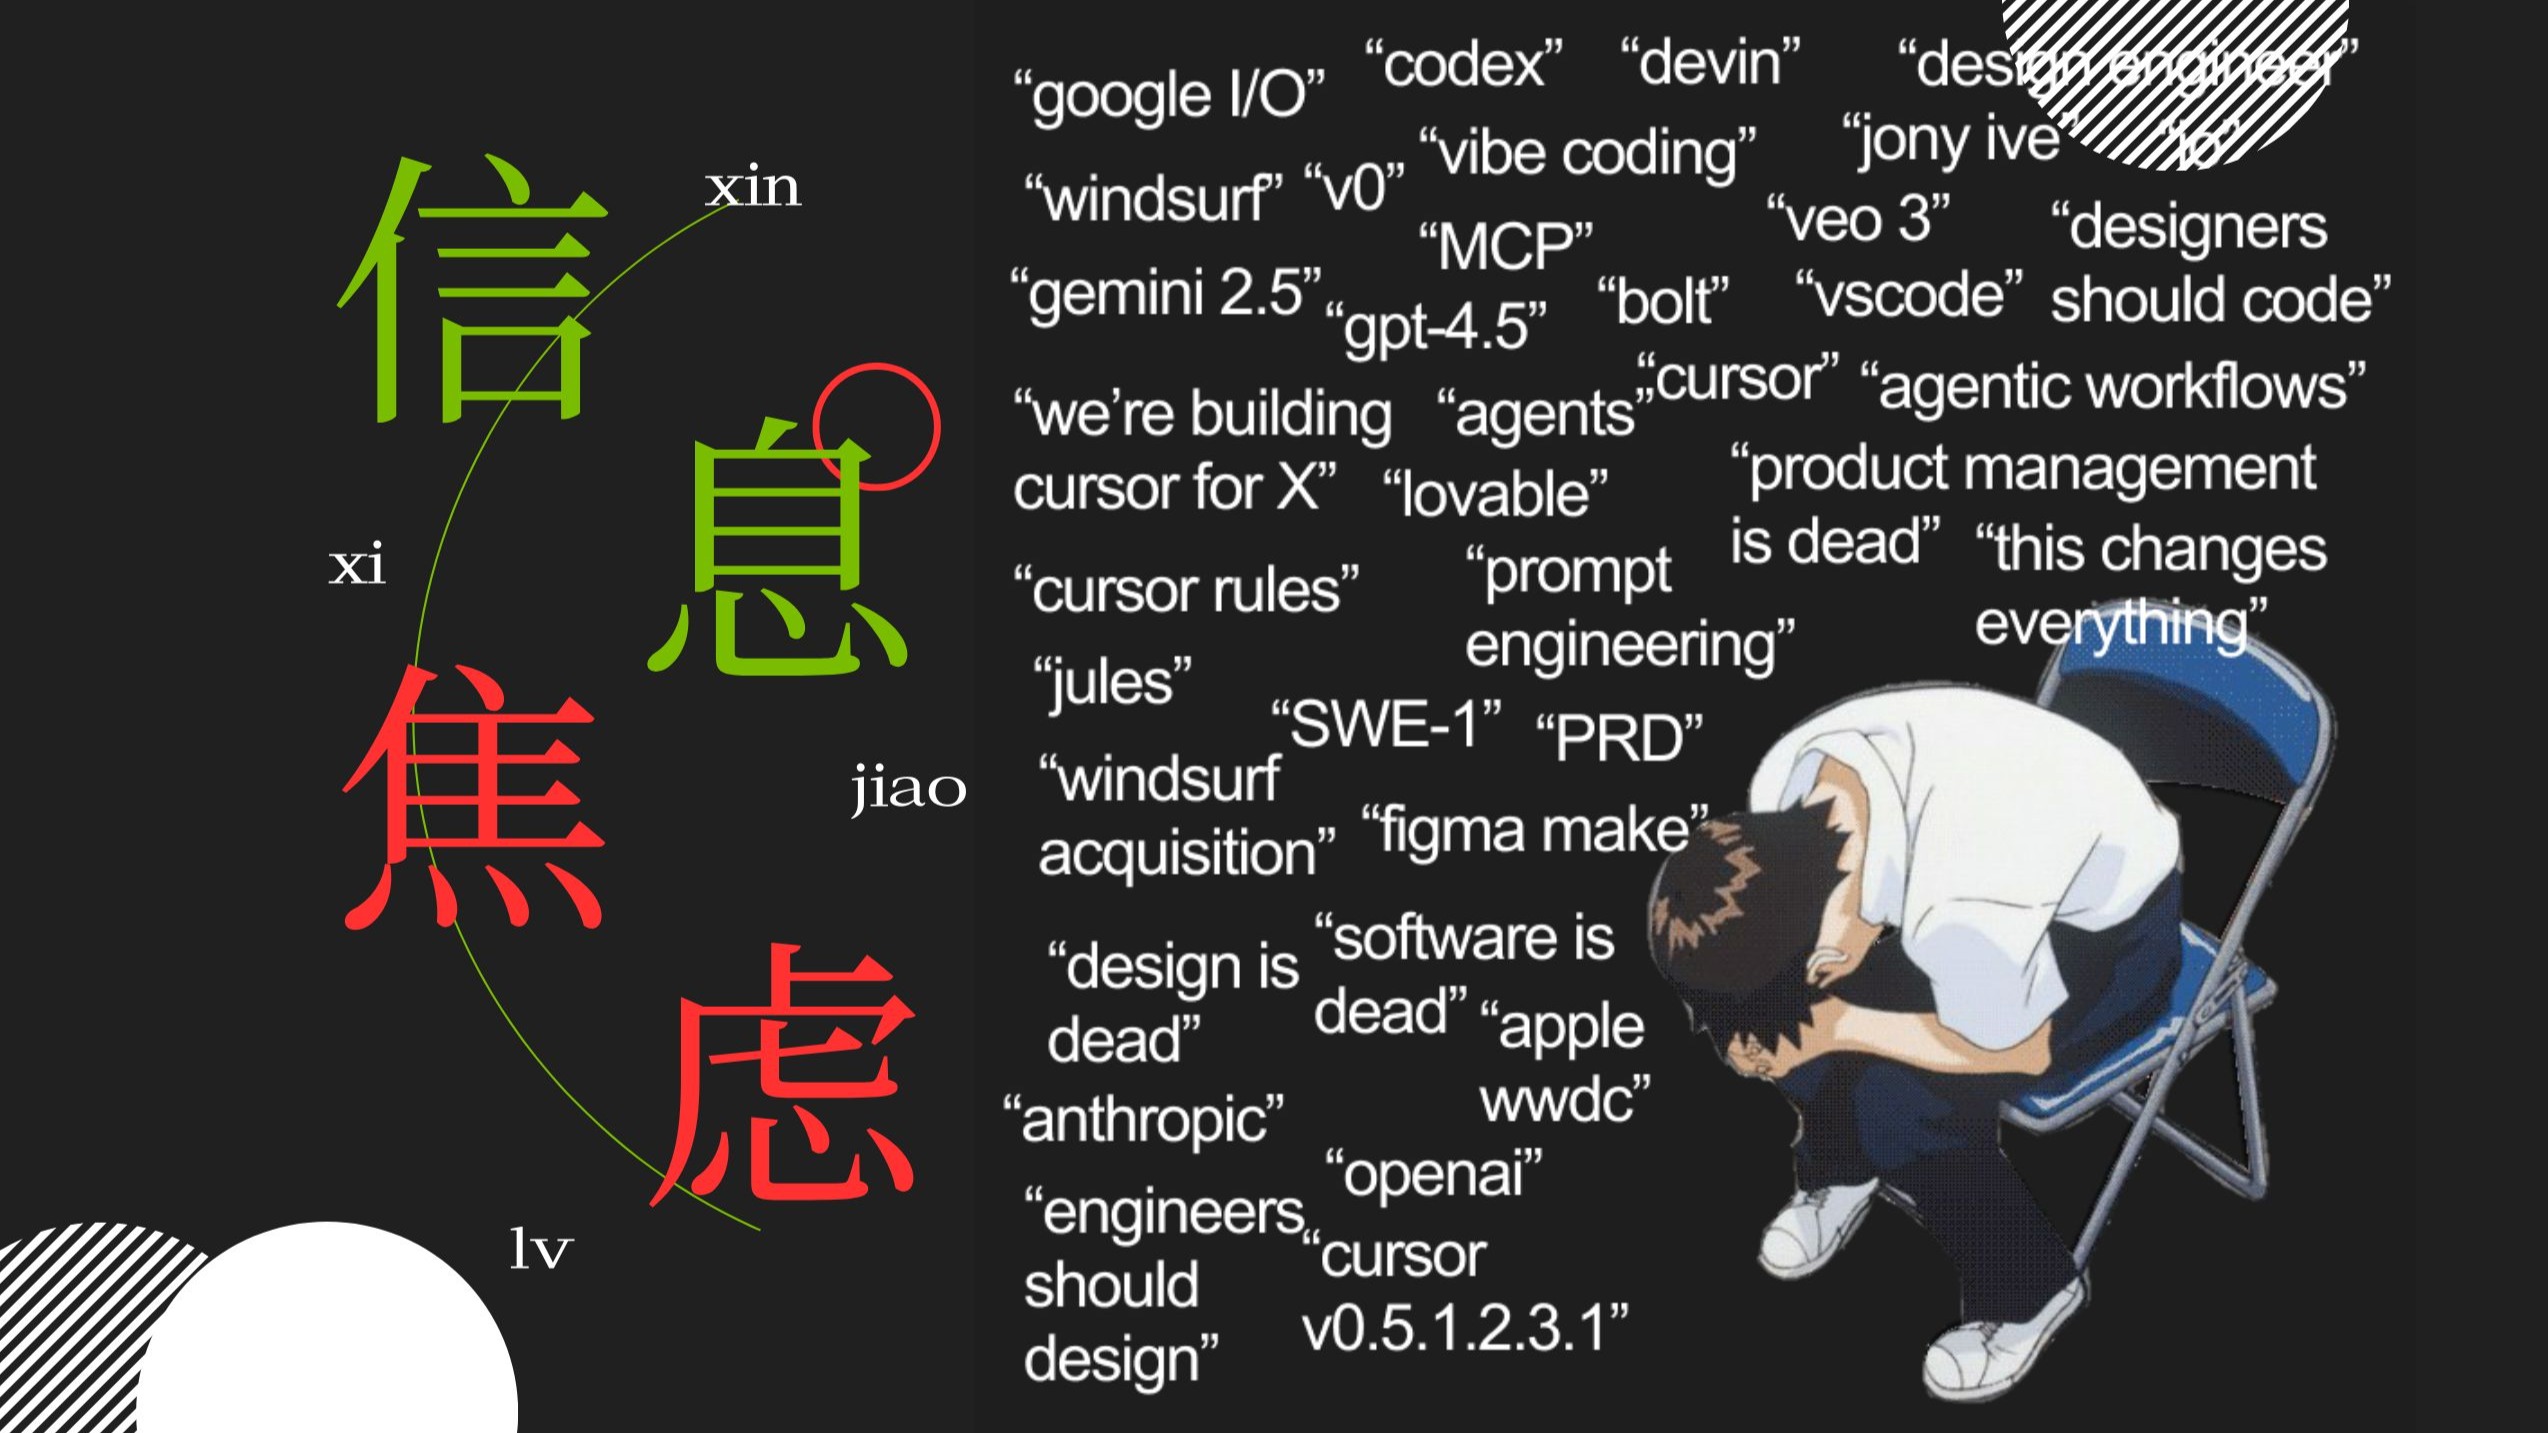 信
xin
息
xi
焦
jiao
虑
lv
“google I/O”
“codex”
“devin”
“design engineer”
“windsurf”
“v0”
“vibe coding”
“jony ive”
“io”
“gemini 2.5”
“MCP”
“gpt-4.5”
“veo 3”
“bolt”
“vscode”
“designers
should code”
“we’re building
cursor for X”
“agents”
“cursor”
“agentic workflows”
“lovable”
“product management
is dead”
“cursor rules”
“prompt
engineering”
“this changes
everything”
“jules”
“SWE-1”
“PRD”
“windsurf
acquisition”
“figma make”
“design is
dead”
“software is
dead”
“apple
wwdc”
“anthropic”
“openai”
“engineers
should
design”
“cursor
v0.5.1.2.3.1”